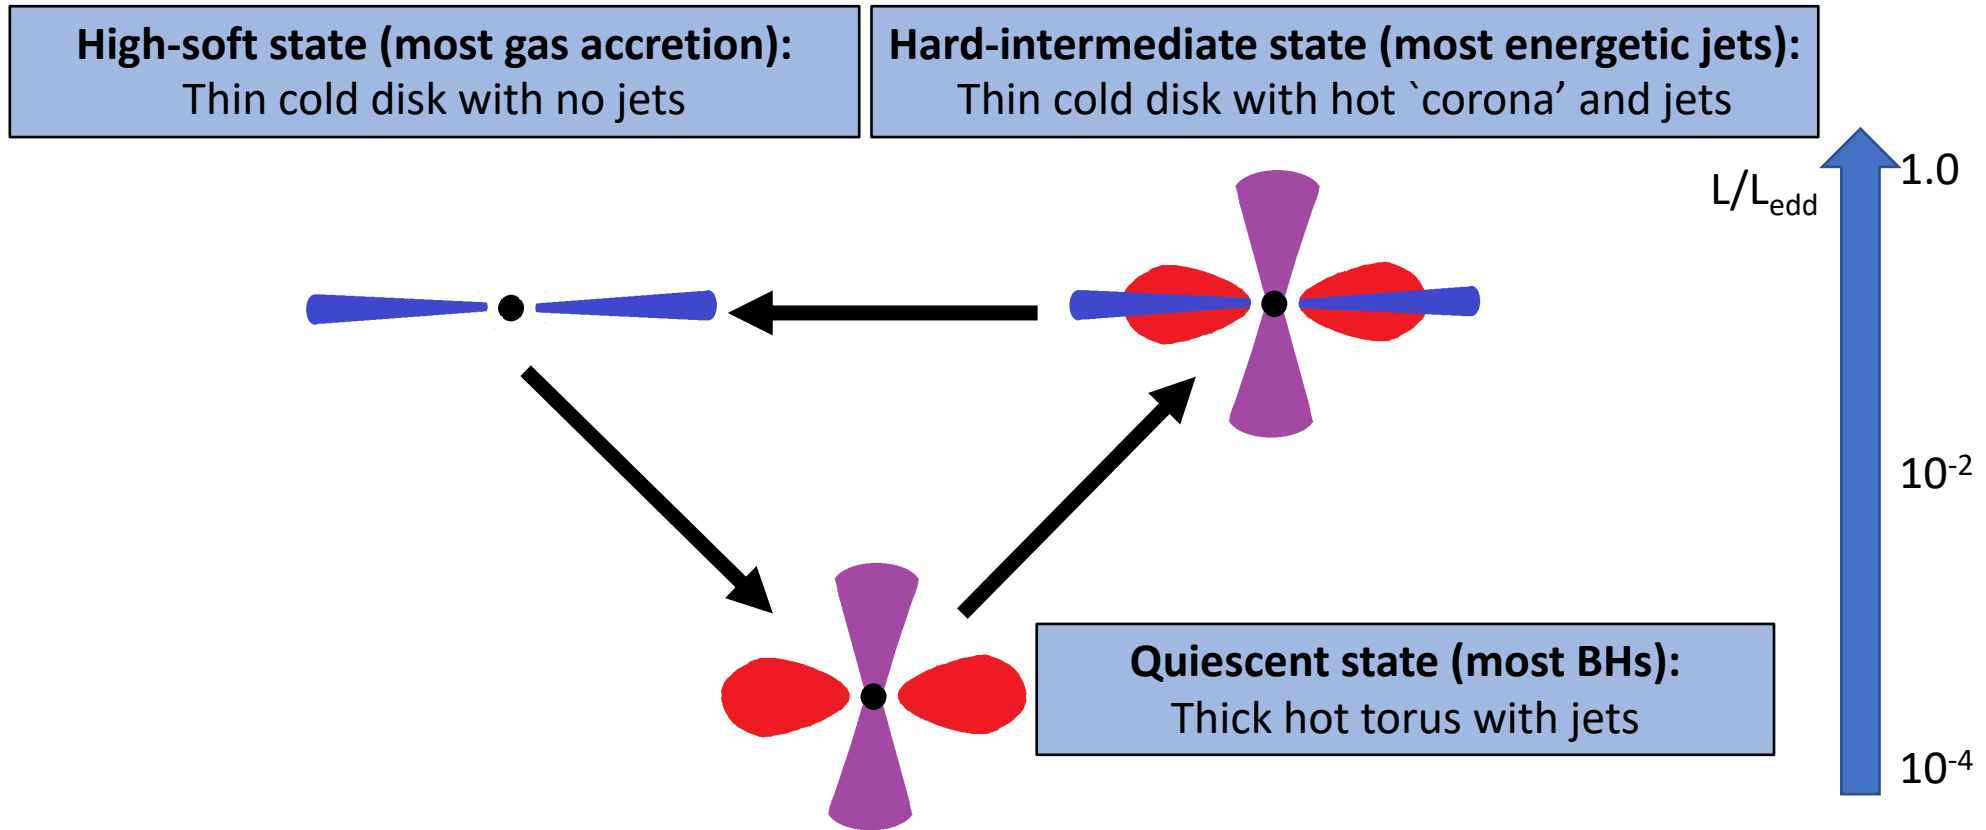 High-soft state (most gas accretion):
Thin cold disk with no jets
Hard-intermediate state (most energetic jets):
Thin cold disk with hot `corona’ and jets
L/Ledd
1.0
10-2
10-4
Quiescent state (most BHs):
Thick hot torus with jets